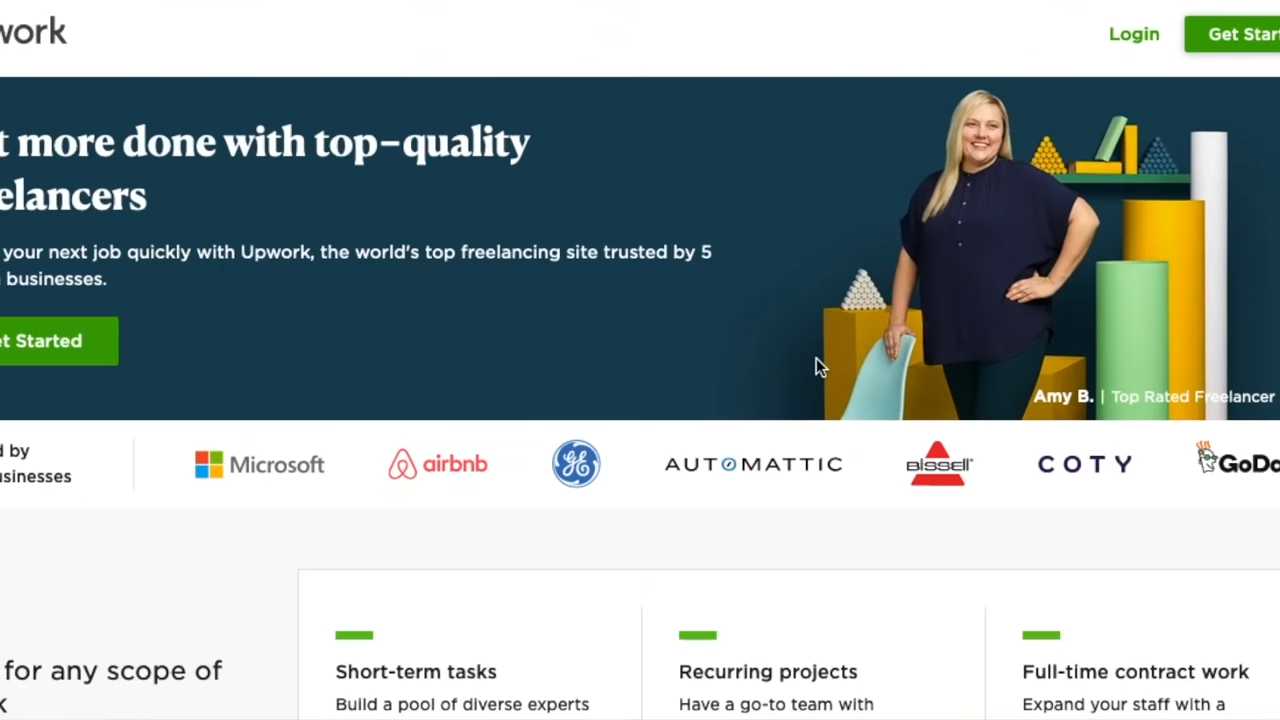 work
Login
Get Start
t more done with top-quality
elancers
your next job quickly with Upwork, the world's top freelancing site trusted by 5
businesses.
t Started
Amy B. | Top Rated Freelancer
d by
usinesses
Microsoft
airbnb
GE
AUTOMATTIC
BISSELL
COTY
GoDa
for any scope of
k
Short-term tasks
Build a pool of diverse experts
Recurring projects
Have a go-to team with
Full-time contract work
Expand your staff with a